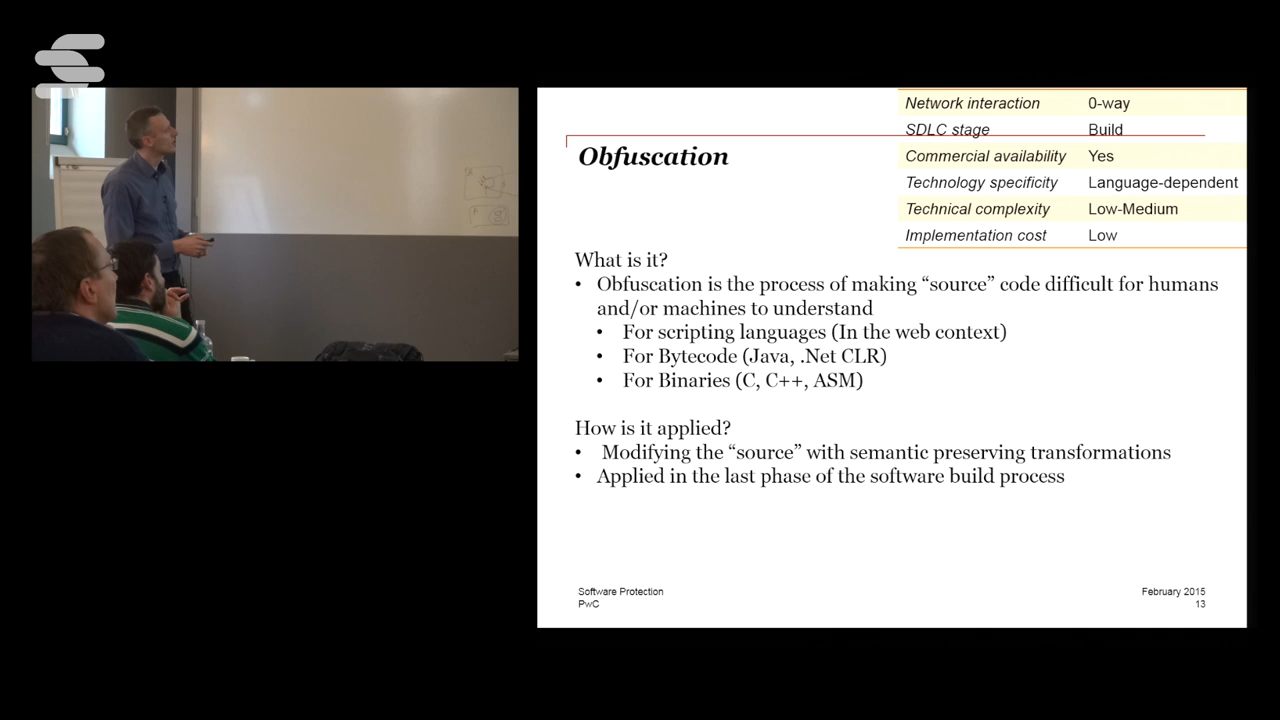 Network interaction 0-way
SDLC stage Build
Commercial availability Yes
Technology specificity Language-dependent
Technical complexity Low-Medium
Implementation cost Low
Obfuscation
What is it?
• Obfuscation is the process of making “source” code difficult for humans
and/or machines to understand
• For scripting languages (In the web context)
• For Bytecode (Java, .Net CLR)
• For Binaries (C, C++, ASM)
How is it applied?
• Modifying the “source” with semantic preserving transformations
• Applied in the last phase of the software build process
Software Protection
PwC
February 2015
13